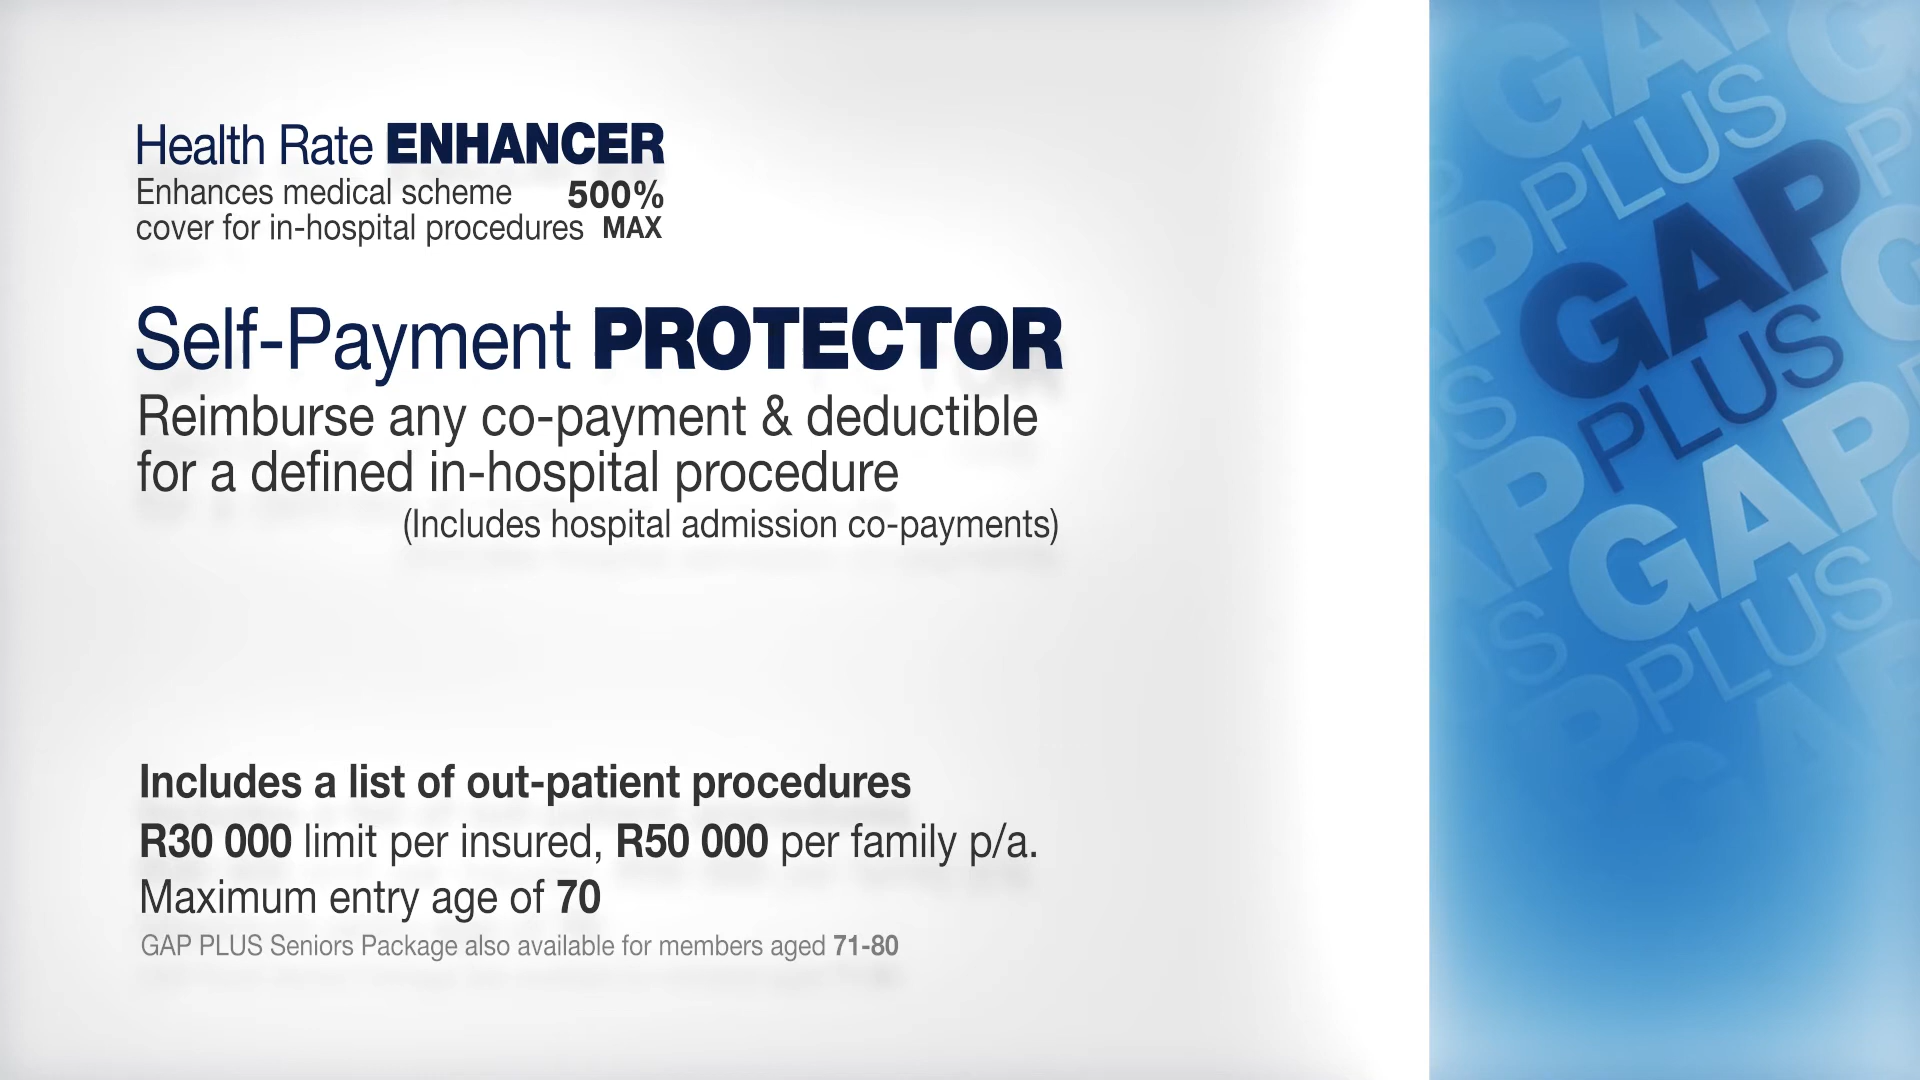 Health Rate ENHANCER
Enhances medical scheme 500%
cover for in-hospital procedures MAX
Self-Payment PROTECTOR
Reimburse any co-payment & deductible
for a defined in-hospital procedure
(Includes hospital admission co-payments)
Includes a list of out-patient procedures
R30 000 limit per insured, R50 000 per family p/a.
Maximum entry age of 70
GAP PLUS Seniors Package also available for members aged 71-80
GAP
PLUS
GAP
PLUS
GAP
PLUS